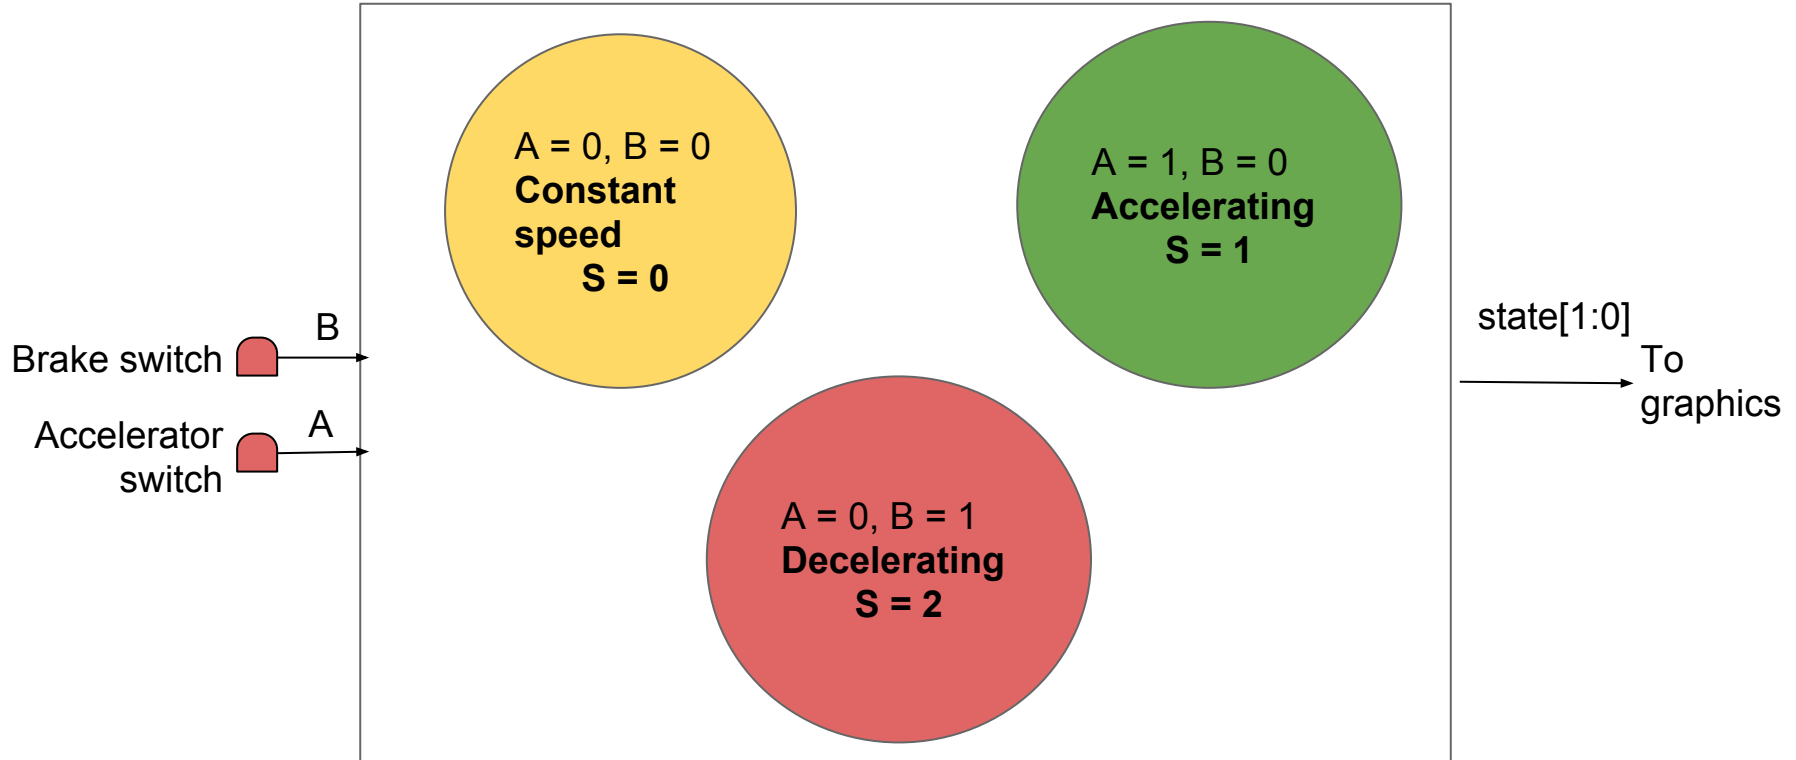 A = 0, B = 0
Constant
speed
S = 0
A = 1, B = 0
Accelerating
S = 1
B
Brake switch
A
Accelerator
switch
state[1:0]
To
graphics
A = 0, B = 1
Decelerating
S = 2